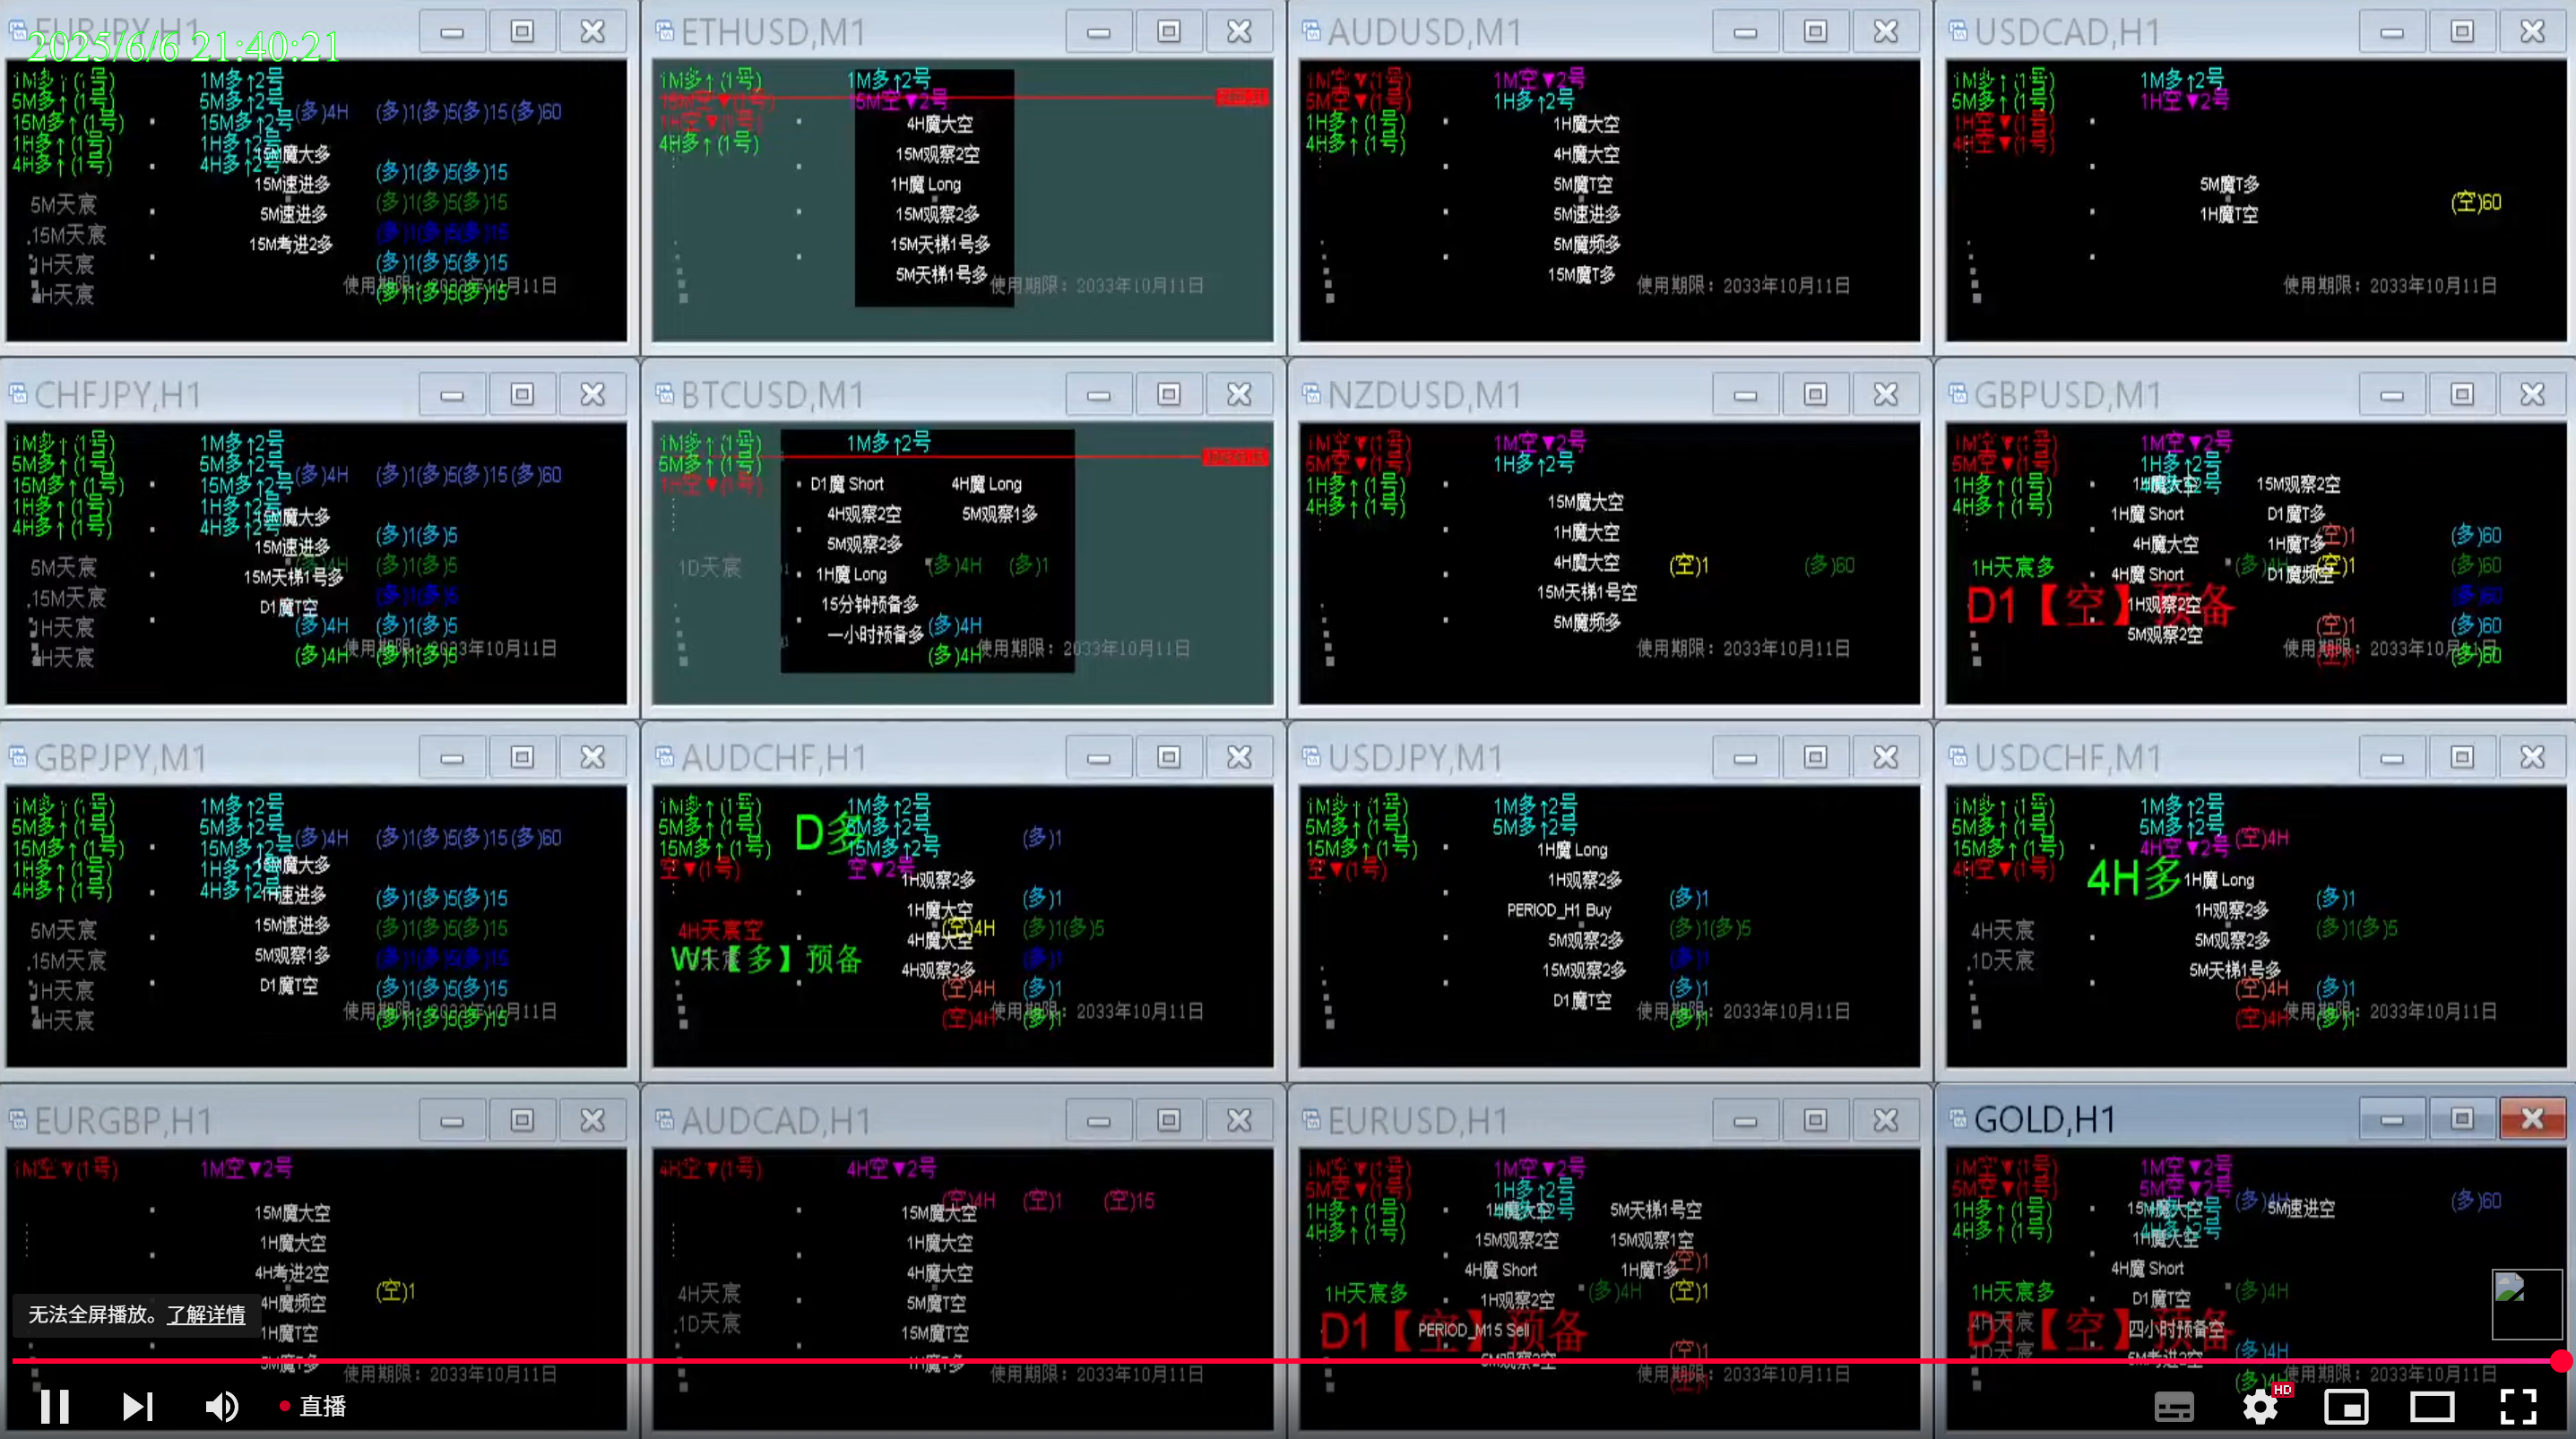 EURJPY,H1
2025/6/6 21:40:21
1M多↑(1号)
5M多↑(1号)
15M多↑(1号)
1H多↑(1号)
4H多↑(1号)
1M多↑2号
5M多↑2号
15M多↑2号
1H多↑2号
4H多↑2号
(多)4H (多)1(多)5(多)15(多)60
15M魔大多
15M速进多
5M速进多
15M考进2多
(多)1(多)5(多)15
(多)1(多)5(多)15
(多)1(多)5(多)15
(多)1(多)5(多)15
(多)1(多)5(多)15
5M天宸
15M天宸
1H天宸
4H天宸
使用期限：2033年10月11日
ETHUSD,M1
1M多↑(1号)
15M空▼(1号)
1H空▼(1号)
4H多↑(1号)
1M多↑2号
15M空▼2号
4H魔大空
15M观察2空
1H魔 Long
15M观察2多
15M天梯1号多
5M天梯1号多
使用期限：2033年10月11日
AUDUSD,M1
1M空▼(1号)
5M空▼(1号)
1H多↑(1号)
4H多↑(1号)
1M空▼2号
1H多↑2号
1H魔大空
4H魔大空
5M魔T空
5M速进多
5M魔频多
15M魔T多
使用期限：2033年10月11日
USDCAD,H1
1M多↑(1号)
5M多↑(1号)
1H空▼(1号)
4H空▼(1号)
1M多↑2号
1H空▼2号
5M魔T多
1H魔T空
(空)60
使用期限：2033年10月11日
CHFJPY,H1
1M多↑(1号)
5M多↑(1号)
15M多↑(1号)
1H多↑(1号)
4H多↑(1号)
1M多↑2号
5M多↑2号
15M多↑2号
1H多↑2号
4H多↑2号
(多)4H (多)1(多)5(多)15(多)60
15M魔大多
15M速进多
15M天梯1号多
D1魔T空
(多)1(多)5
(多)4H (多)1(多)5
(多)1(多)5
(多)4H (多)1(多)5
(多)4H (多)1(多)5
5M天宸
15M天宸
1H天宸
4H天宸
使用期限：2033年10月11日
BTCUSD,M1
1M多↑(1号)
5M多↑(1号)
1H空▼(1号)
1M多↑2号
D1魔 Short 4H魔 Long
4H观察2空 5M观察1多
5M观察2多
1H魔 Long
15分钟预备多
一小时预备多
1D天宸
(多)4H (多)1
(多)4H
(多)4H
使用期限：2033年10月11日
NZDUSD,M1
1M空▼(1号)
5M空▼(1号)
1H多↑(1号)
4H多↑(1号)
1M空▼2号
1H多↑2号
15M魔大空
1H魔大空
4H魔大空
15M天梯1号空
5M魔频多
(空)1 (多)60
使用期限：2033年10月11日
GBPUSD,M1
1M空▼(1号)
5M空▼(1号)
1H多↑(1号)
4H多↑(1号)
1M空▼2号
1H多↑2号
1H魔大空 15M观察2空
1H魔 Short D1魔T多
4H魔大空 1H魔T多
4H魔 Short D1魔频空
1H观察2空
5M观察2空
1H天宸多
D1【空】预备
(空)1 (多)60
(多)4H (空)1 (多)60
(多)60
(空)1 (多)60
(空)1 (多)60
使用期限：2033年10月11日
GBPJPY,M1
1M多↑(1号)
5M多↑(1号)
15M多↑(1号)
1H多↑(1号)
4H多↑(1号)
1M多↑2号
5M多↑2号
15M多↑2号
1H多↑2号
4H多↑2号
(多)4H (多)1(多)5(多)15(多)60
魔大多
1H速进多
15M速进多
5M观察1多
D1魔T空
(多)1(多)5(多)15
(多)1(多)5(多)15
(多)1(多)5(多)15
(多)1(多)5(多)15
(多)1(多)5(多)15
5M天宸
15M天宸
1H天宸
4H天宸
使用期限：2033年10月11日
AUDCHF,H1
1M多↑(1号)
5M多↑(1号)
15M多↑(1号)
空▼(1号)
D多
1M多↑2号
5M多↑2号
15M多↑2号
空▼2号
1H观察2多
1H魔大空
4H魔大空
4H观察2多
4H天宸空
W1【多】预备
(多)1
(多)1
(空)4H (多)1(多)5
(多)1
(空)4H (多)1
(空)4H (多)1
使用期限：2033年10月11日
USDJPY,M1
1M多↑(1号)
5M多↑(1号)
15M多↑(1号)
空▼(1号)
1M多↑2号
5M多↑2号
1H魔 Long
1H观察2多
PERIOD_H1 Buy
5M观察2多
15M观察2多
D1魔T空
(多)1
(多)1(多)5
(多)1
(多)1
(多)1
使用期限：2033年10月11日
USDCHF,M1
1M多↑(1号)
5M多↑(1号)
15M多↑(1号)
4H空▼(1号)
1M多↑2号
5M多↑2号
4H空▼2号
(空)4H
4H多
1H魔 Long
1H观察2多
5M观察2多
5M天梯1号多
4H天宸
1D天宸
(多)1
(多)1(多)5
(空)4H (多)1
(空)4H (多)1
使用期限：2033年10月11日
EURGBP,H1
1M空▼(1号)
1M空▼2号
15M魔大空
1H魔大空
4H考进2空
4H魔频空
1H魔T空
5M魔T多
(空)1
使用期限：2033年10月11日
AUDCAD,H1
4H空▼(1号)
4H空▼2号
(空)4H (空)1 (空)15
15M魔大空
1H魔大空
4H魔大空
5M魔T空
15M魔T空
1H魔T多
4H天宸
1D天宸
使用期限：2033年10月11日
EURUSD,H1
1M空▼(1号)
5M空▼(1号)
1H多↑(1号)
4H多↑(1号)
1M空▼2号
1H多↑2号
1H魔大空 5M天梯1号空
15M观察2空 15M观察1空
4H魔 Short 1H魔T多
1H观察2空
PERIOD_M15 Sell
5M观察2空
1H天宸多
D1【空】预备
(空)1
(多)4H (空)1
(空)1
(空)1
使用期限：2033年10月11日
GOLD,H1
1M空▼(1号)
5M空▼(1号)
1H多↑(1号)
4H多↑(1号)
1M空▼2号
5M空▼2号
4H多↑2号
(多)4H (多)60
15M魔大空 5M速进空
1H魔大空
4H魔 Short
D1魔T空
四小时预备空
5M考进2空
1H天宸多
4H天宸
1D天宸
D1【空】预备
(多)4H
(多)4H
(多)4H
使用期限：2033年10月11日
无法全屏播放。了解详情
直播
HD